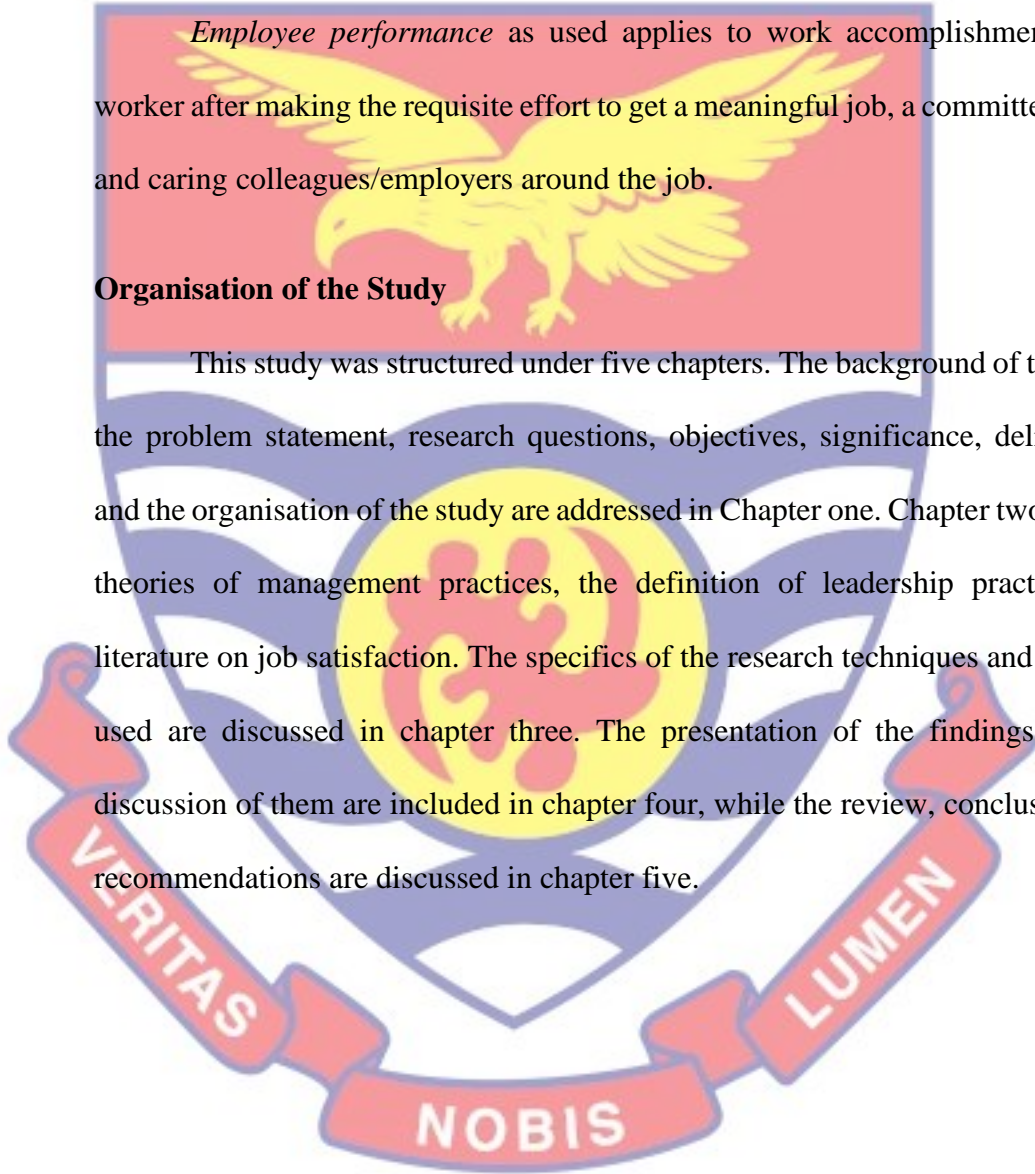 Employee performance as used applies to work accomplishmen
worker after making the requisite effort to get a meaningful job, a committe
and caring colleagues/employers around the job.
Organisation of the Study
This study was structured under five chapters. The background of t
the problem statement, research questions, objectives, significance, del
and the organisation of the study are addressed in Chapter one. Chapter two
theories of management practices, the definition of leadership pract
literature on job satisfaction. The specifics of the research techniques and
used are discussed in chapter three. The presentation of the findings
discussion of them are included in chapter four, while the review, conclus
recommendations are discussed in chapter five.
VERITAS
NOBIS
LUMEN